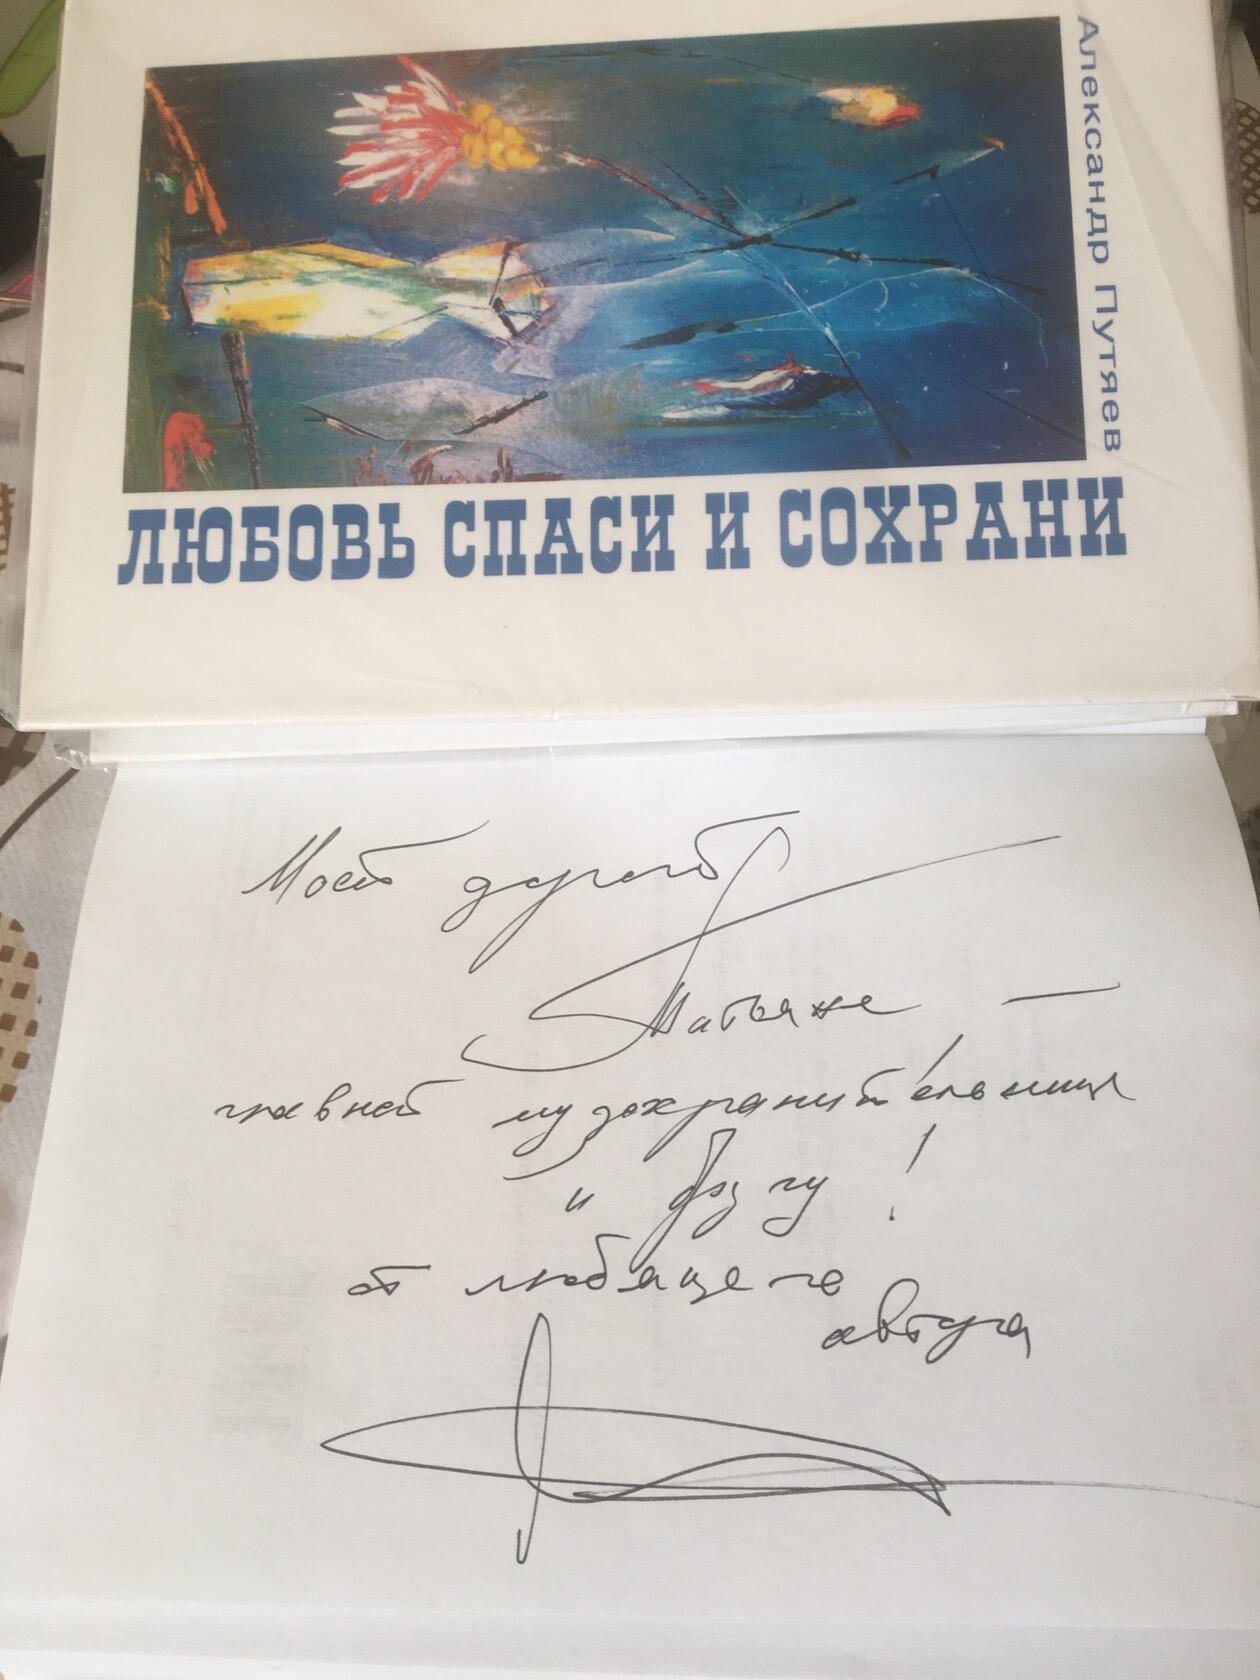 Александр Путяев
ЛЮБОВЬ СПАСИ И СОХРАНИ
Моей дорогой
Татьяне —
главной музохранительнице
и другу!
от любящего
автора